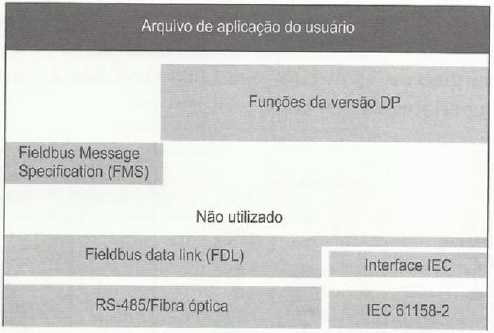 Arquivo de aplicação do usuário
Funções da versão DP
Fieldbus Message
Specification (FMS)
Não utilizado
Fieldbus data link (FDL)
Interface IEC
RS-485/Fibra óptica
IEC 61158-2